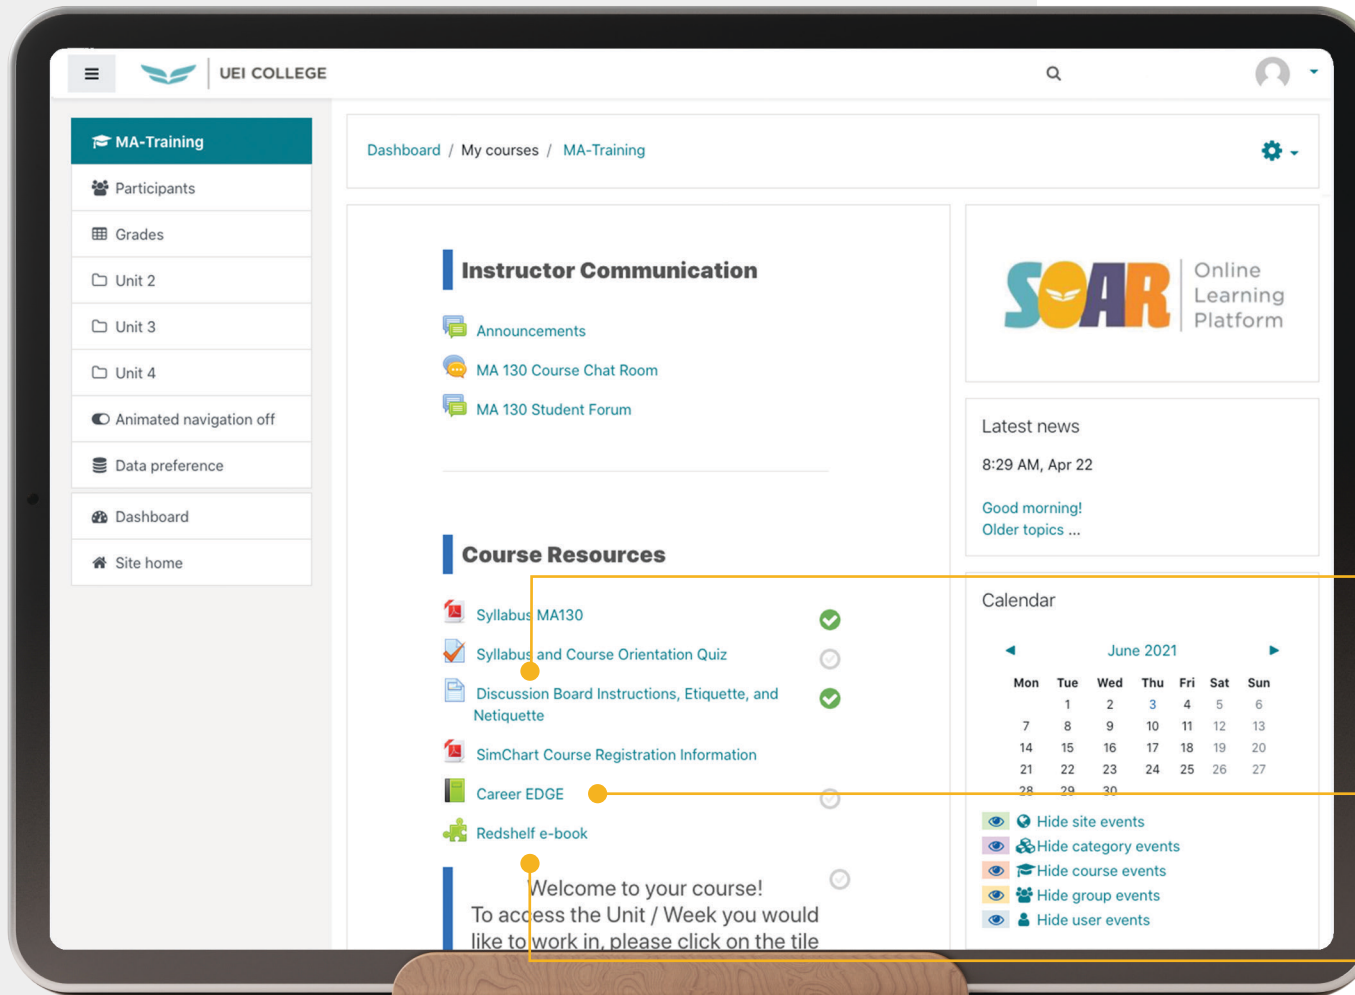 UEI COLLEGE
MA-Training
Participants
Grades
Unit 2
Unit 3
Unit 4
Animated navigation off
Data preference
Dashboard
Site home
Dashboard / My courses / MA-Training
Instructor Communication
Announcements
MA 130 Course Chat Room
MA 130 Student Forum
Course Resources
Syllabus MA130
Syllabus and Course Orientation Quiz
Discussion Board Instructions, Etiquette, and
Netiquette
SimChart Course Registration Information
Career EDGE
Redshelf e-book
Welcome to your course!
To access the Unit / Week you would
like to work in, please click on the tile
SOAR
Online
Learning
Platform
Latest news
8:29 AM, Apr 22
Good morning!
Older topics ...
Calendar
June 2021
Mon Tue Wed Thu Fri Sat Sun
1 2 3 4 5 6
7 8 9 10 11 12 13
14 15 16 17 18 19 20
21 22 23 24 25 26 27
28 29 30
Hide site events
Hide category events
Hide course events
Hide group events
Hide user events